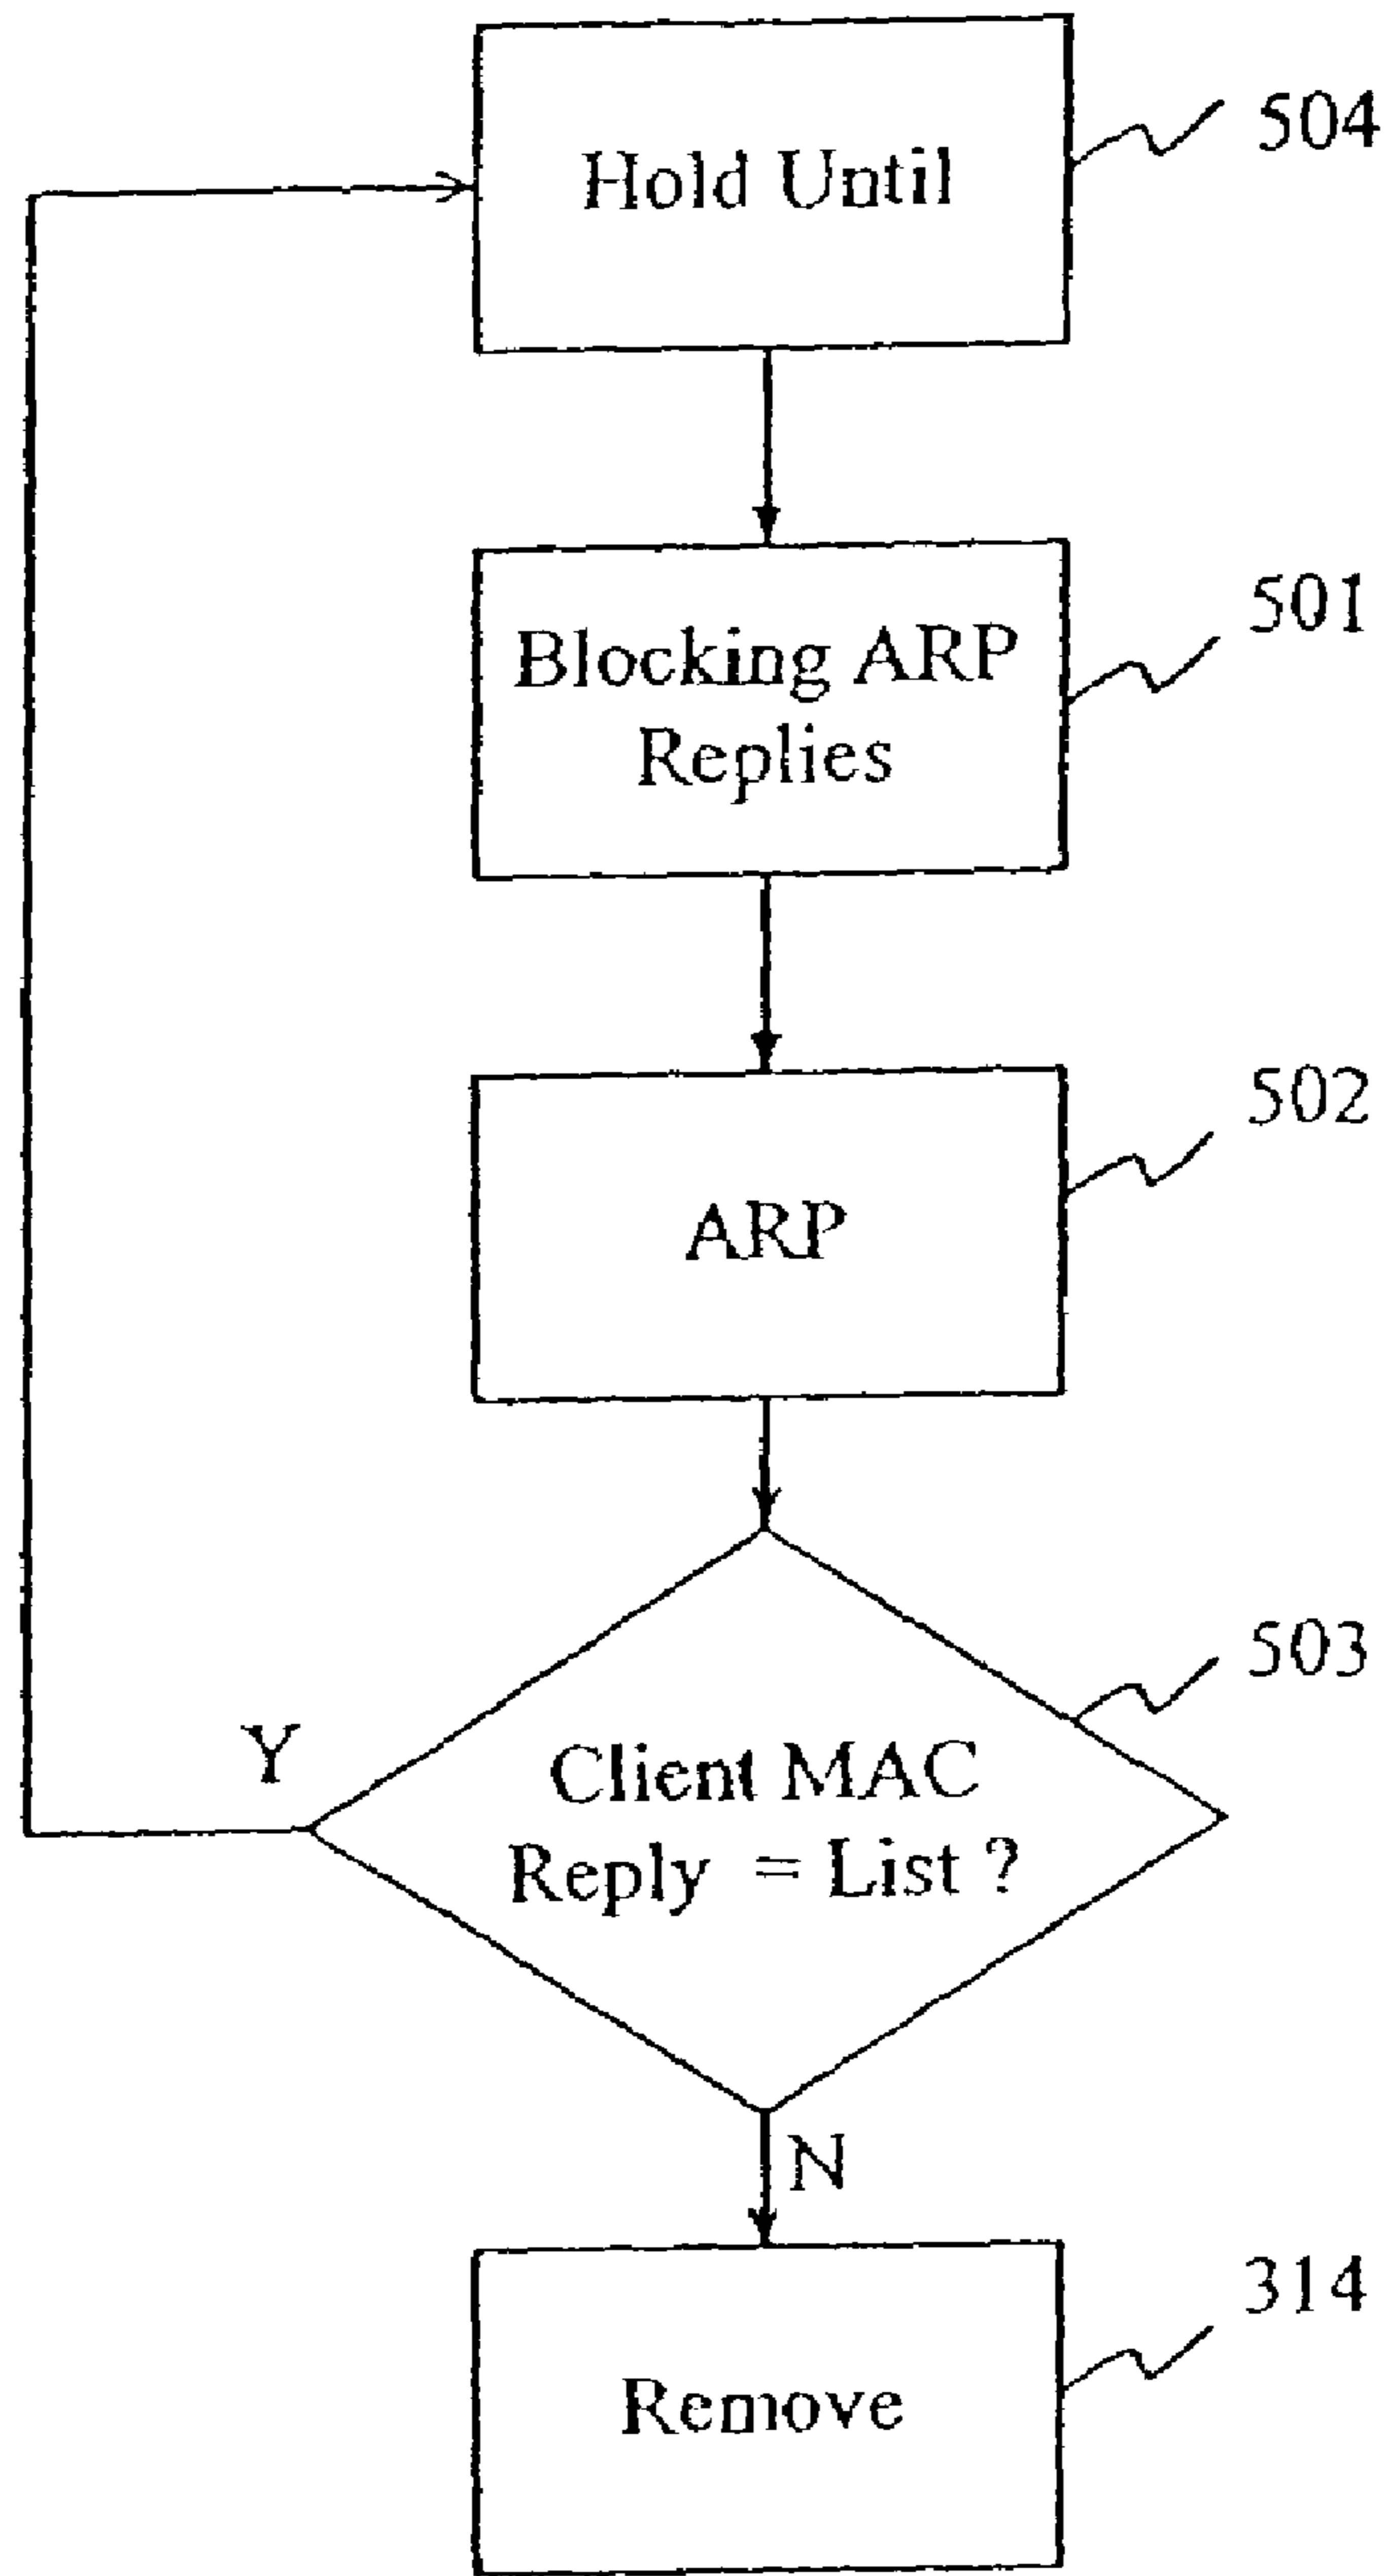 Hold Until
504
Blocking ARP
Replies
501
ARP
502
Client MAC
Reply = List ?
503
Y
N
Remove
314